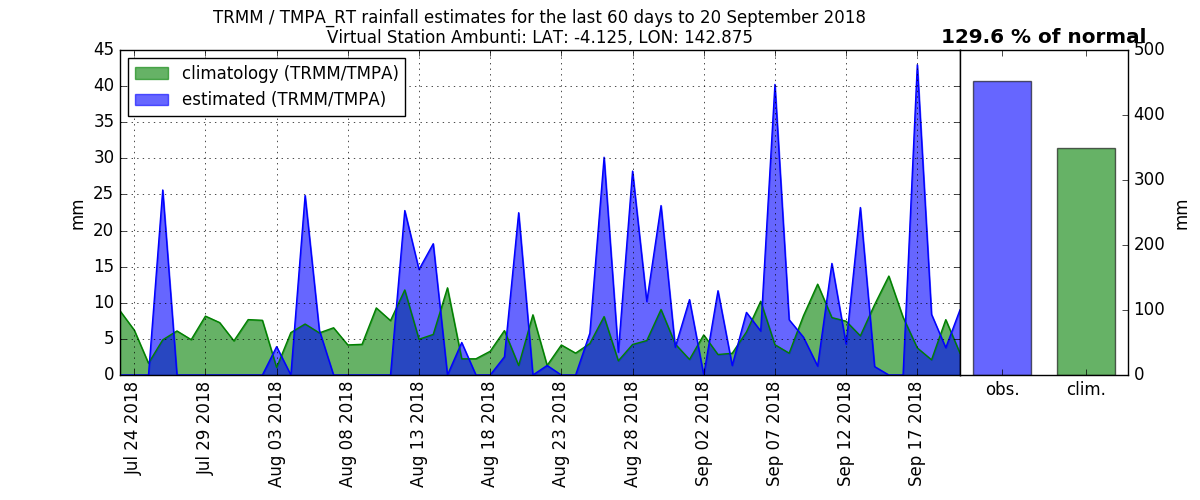 TRMM / TMPA_RT rainfall estimates for the last 60 days to 20 September 2018
Virtual Station Ambunti: LAT: -4.125, LON: 142.875
129.6 % of normal
climatology (TRMM/TMPA)
estimated (TRMM/TMPA)
mm
45
40
35
30
25
20
15
10
5
0
Jul 24 2018
Jul 29 2018
Aug 03 2018
Aug 08 2018
Aug 13 2018
Aug 18 2018
Aug 23 2018
Aug 28 2018
Sep 02 2018
Sep 07 2018
Sep 12 2018
Sep 17 2018
obs.
clim.
500
400
300
200
100
0
mm